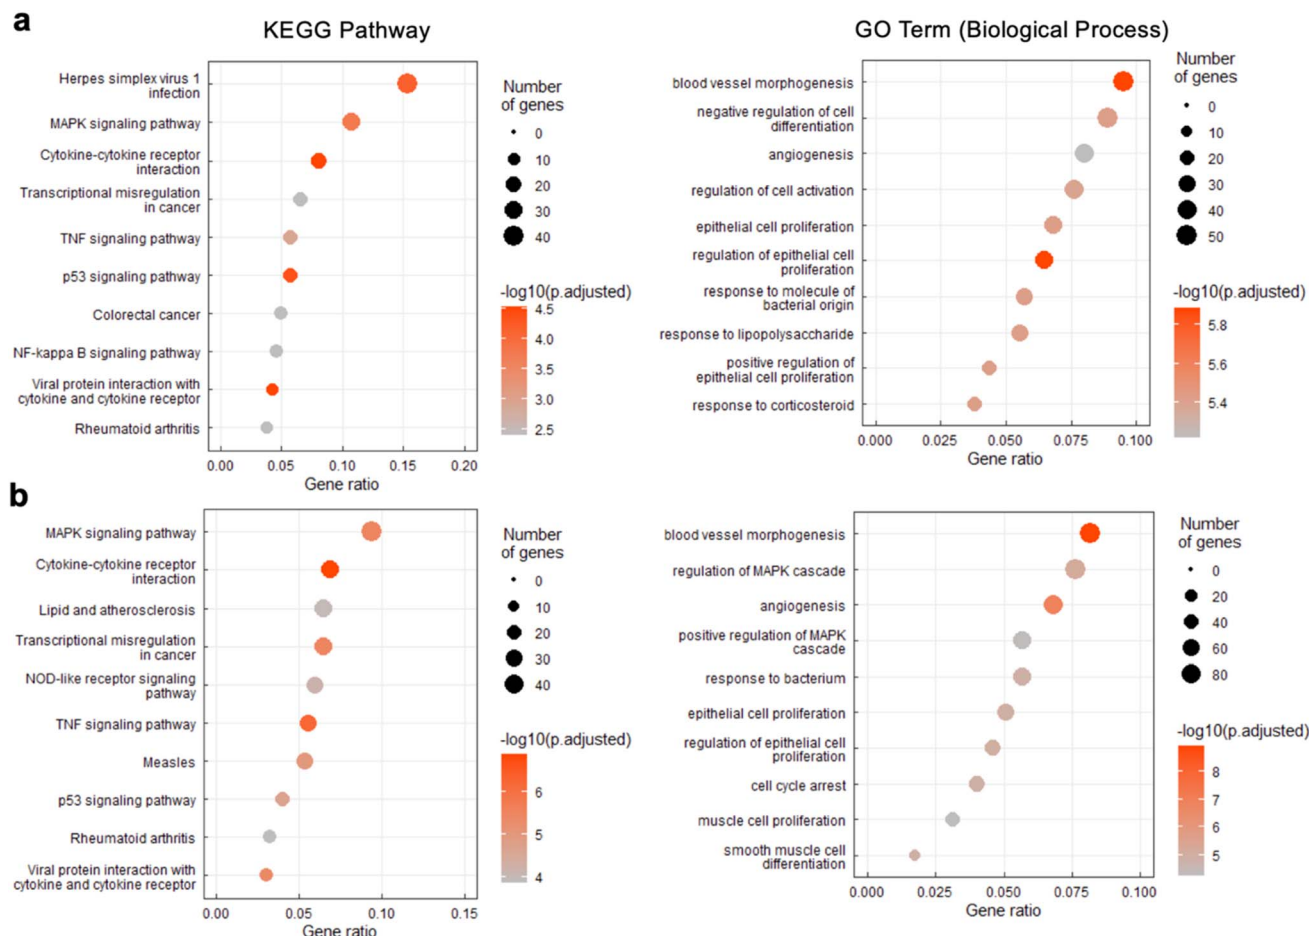 a
KEGG Pathway
GO Term (Biological Process)
Herpes simplex virus 1
infection
MAPK signaling pathway
Cytokine-cytokine receptor
interaction
Transcriptional misregulation
in cancer
TNF signaling pathway
p53 signaling pathway
Colorectal cancer
NF-kappa B signaling pathway
Viral protein interaction with
cytokine and cytokine receptor
Rheumatoid arthritis
0.00 0.05 0.10 0.15 0.20
Gene ratio
Number
of genes
0
10
20
30
40
-log10(p.adjusted)
4.5
4.0
3.5
3.0
2.5
blood vessel morphogenesis
negative regulation of cell
differentiation
angiogenesis
regulation of cell activation
epithelial cell proliferation
regulation of epithelial cell
proliferation
response to molecule of
bacterial origin
response to lipopolysaccharide
positive regulation of
epithelial cell proliferation
response to corticosteroid
0.000 0.025 0.050 0.075 0.100
Gene ratio
Number
of genes
0
10
20
30
40
50
-log10(p.adjusted)
5.8
5.6
5.4
b
MAPK signaling pathway
Cytokine-cytokine receptor
interaction
Lipid and atherosclerosis
Transcriptional misregulation
in cancer
NOD-like receptor signaling
pathway
TNF signaling pathway
Measles
p53 signaling pathway
Rheumatoid arthritis
Viral protein interaction with
cytokine and cytokine receptor
0.00 0.05 0.10 0.15
Gene ratio
Number
of genes
0
10
20
30
40
-log10(p.adjusted)
6
5
4
blood vessel morphogenesis
regulation of MAPK cascade
angiogenesis
positive regulation of MAPK
cascade
response to bacterium
epithelial cell proliferation
regulation of epithelial cell
proliferation
cell cycle arrest
muscle cell proliferation
smooth muscle cell
differentiation
0.000 0.025 0.050 0.075 0.100
Gene ratio
Number
of genes
0
20
40
60
80
-log10(p.adjusted)
8
7
6
5